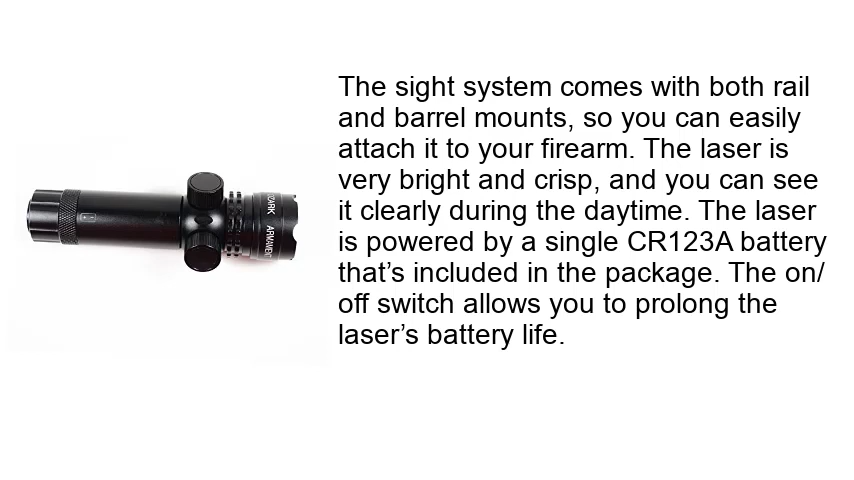 OZARK ARMAMENT
The sight system comes with both rail
and barrel mounts, so you can easily
attach it to your firearm. The laser is
very bright and crisp, and you can see
it clearly during the daytime. The laser
is powered by a single CR123A battery
that’s included in the package. The on/
off switch allows you to prolong the
laser’s battery life.